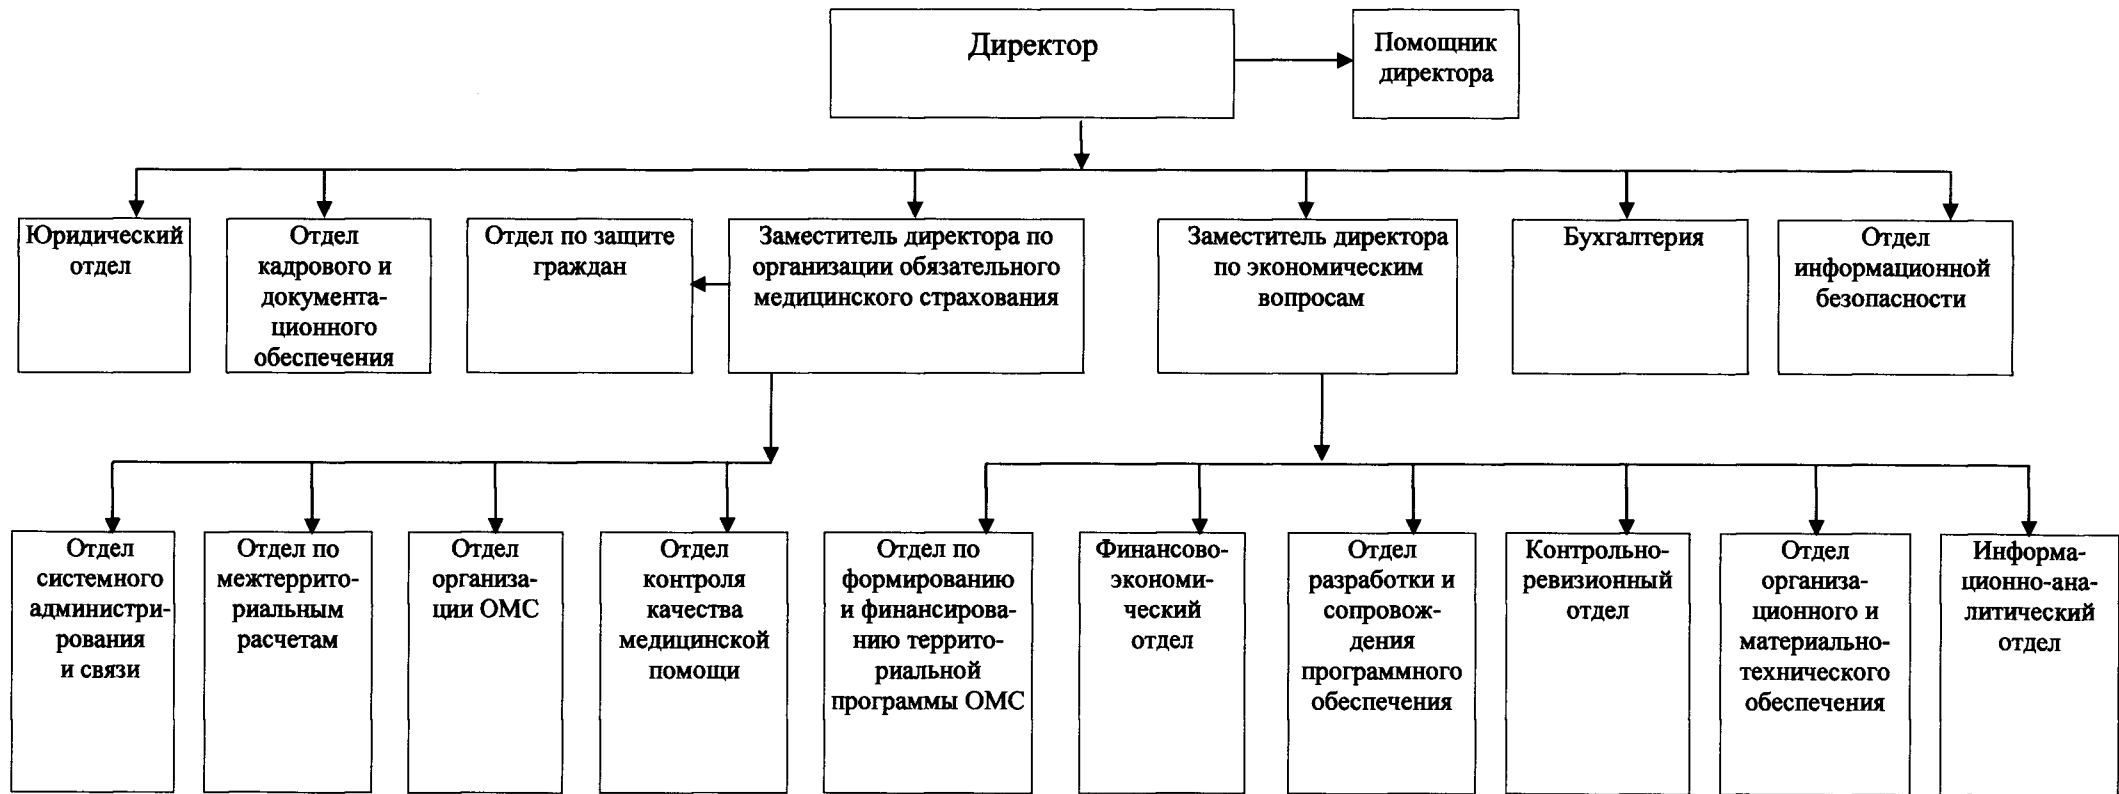 Директор
Помощник
директора
Юридический
отдел
Отдел
кадрового и
документа-
ционного
обеспечения
Отдел по защите
граждан
Заместитель директора по
организации обязательного
медицинского страхования
Заместитель директора
по экономическим
вопросам
Бухгалтерия
Отдел
информационной
безопасности
Отдел
системного
администри-
рования
и связи
Отдел по
межтеррито-
риальным
расчетам
Отдел
организа-
ции ОМС
Отдел
контроля
качества
медицинской
помощи
Отдел по
формированию
и финансирова-
нию террито-
риальной
программы ОМС
Финансово-
экономи-
ческий
отдел
Отдел
разработки и
сопровож-
дения
программного
обеспечения
Контрольно-
ревизионный
отдел
Отдел
организа-
ционного и
материально-
технического
обеспечения
Информа-
ционно-ана-
литический
отдел